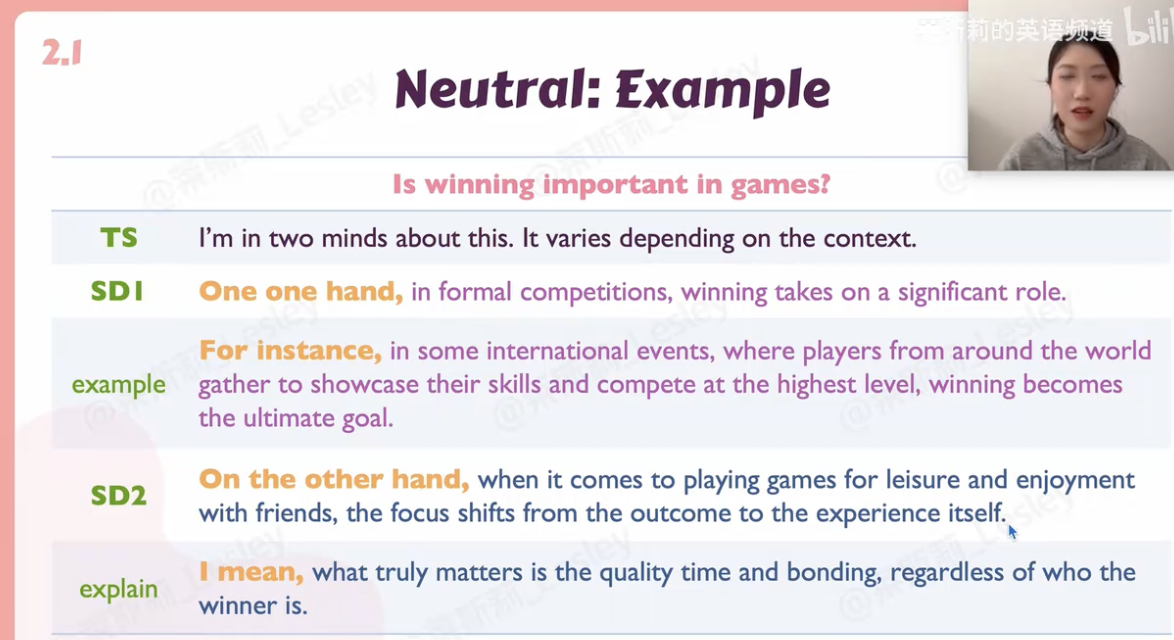 莱斯莉的英语频道 bili
2.1
Neutral: Example
Is winning important in games?
TS I'm in two minds about this. It varies depending on the context.
SD1 One one hand, in formal competitions, winning takes on a significant role.
For instance, in some international events, where players from around the world
example gather to showcase their skills and compete at the highest level, winning becomes
the ultimate goal.
On the other hand, when it comes to playing games for leisure and enjoyment
SD2 with friends, the focus shifts from the outcome to the experience itself.
I mean, what truly matters is the quality time and bonding, regardless of who the
explain winner is.
@莱斯莉_Lesley